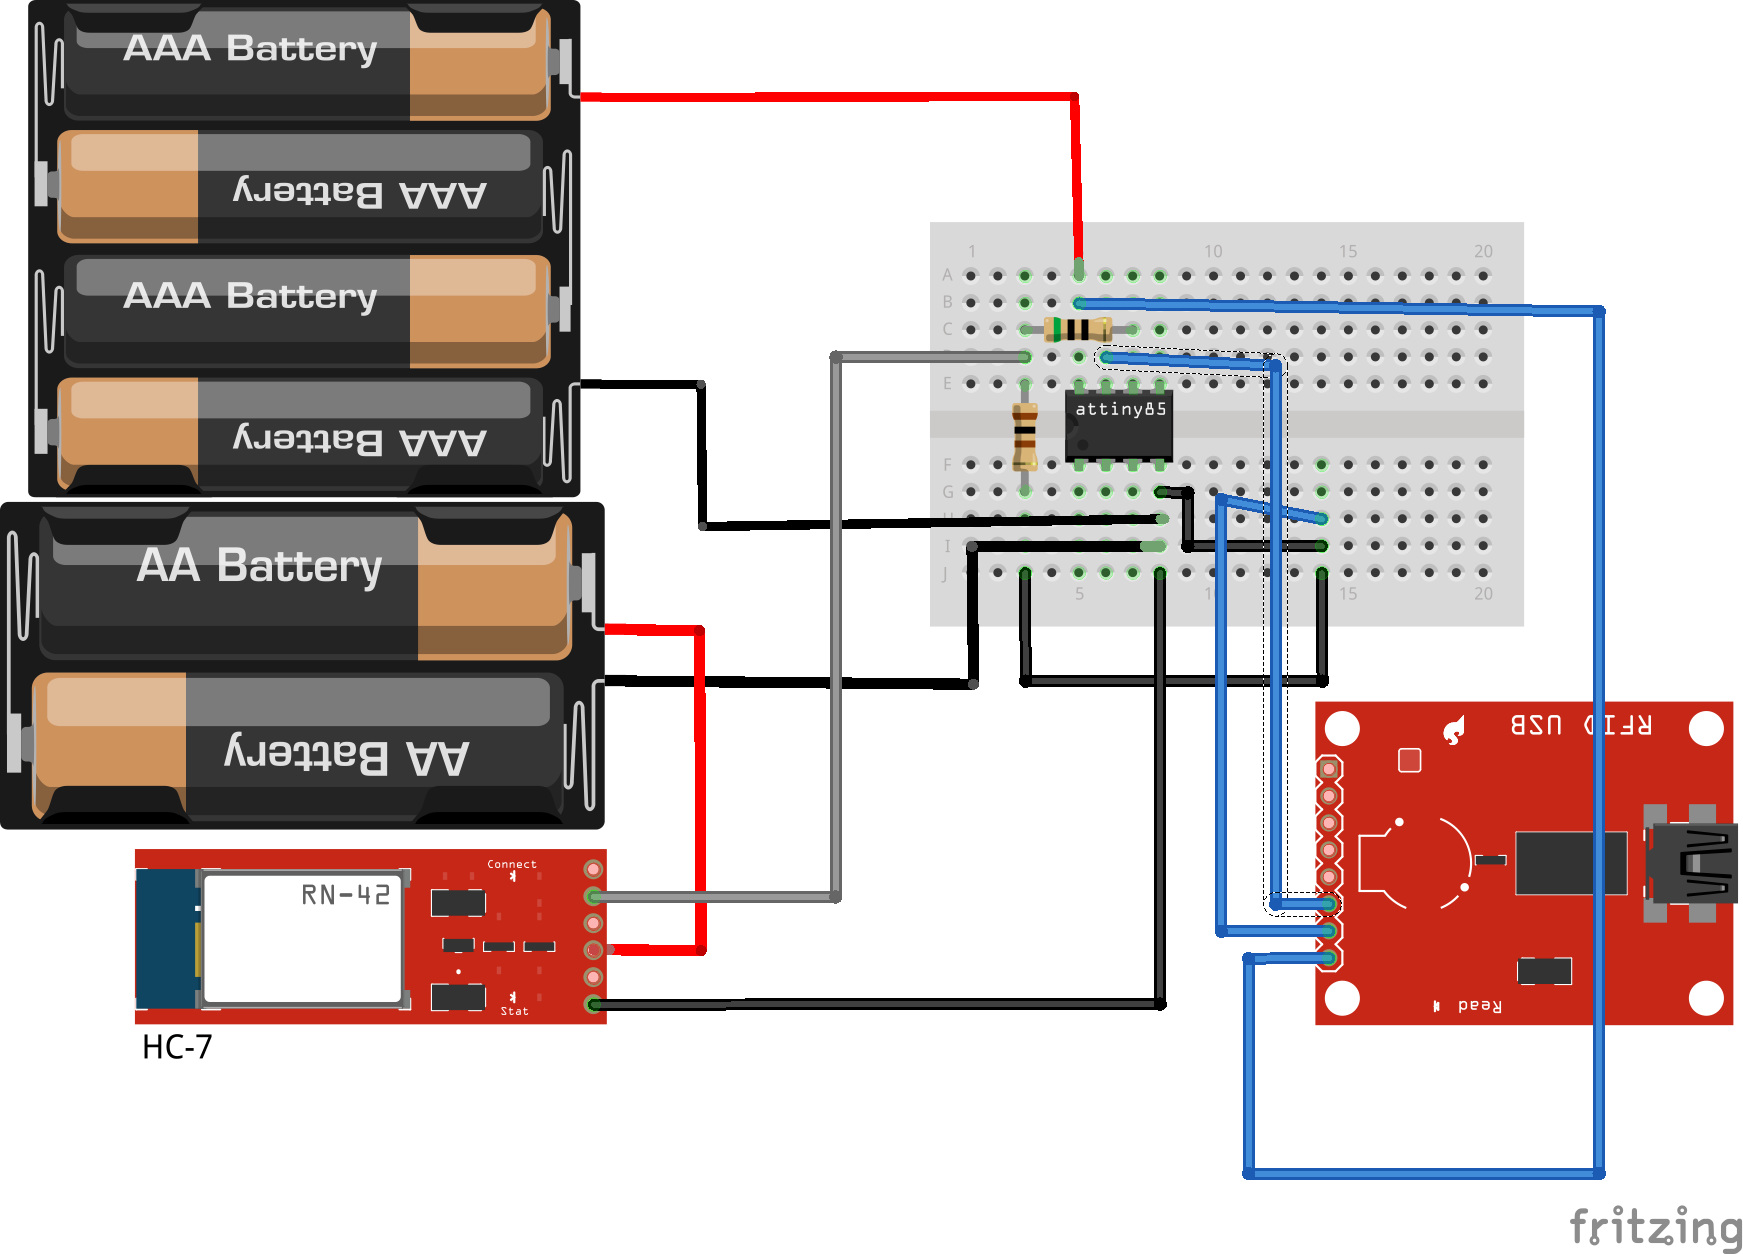 AAA Battery
AAA Battery
AAA Battery
AAA Battery
AA Battery
AA Battery
1 10 15 20
A
B
C
E
attiny85
F
G
I
J
5 15 20
RFID USB
Connect
RN-42
Stat
Read
HC-7
fritzing